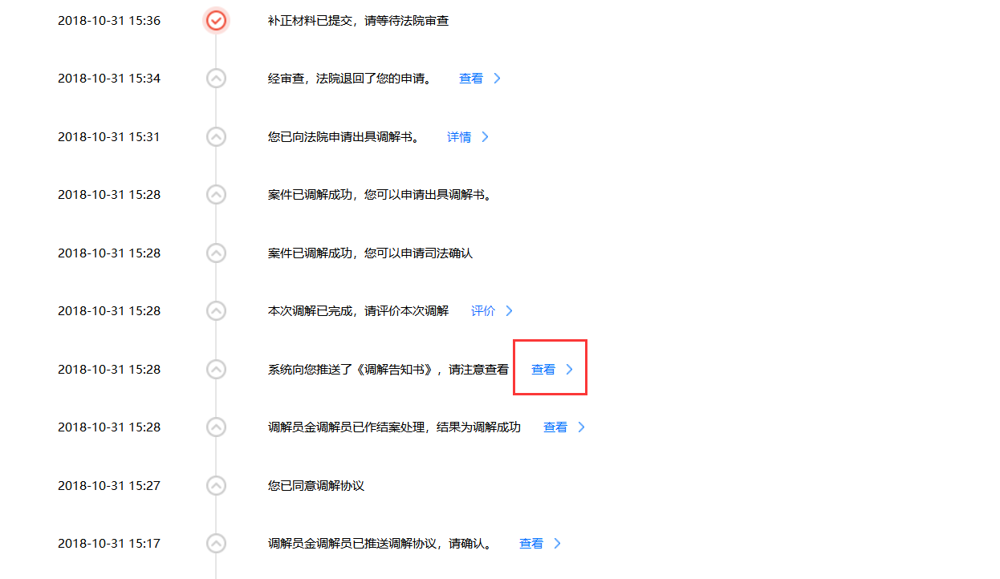 2018-10-31 15:36 补正材料已提交，请等待法院审查
2018-10-31 15:34 经审查，法院退回了您的申请。 查看
2018-10-31 15:31 您已向法院申请出具调解书。 详情
2018-10-31 15:28 案件已调解成功，您可以申请出具调解书。
2018-10-31 15:28 案件已调解成功，您可以申请司法确认
2018-10-31 15:28 本次调解已完成，请评价本次调解 评价
2018-10-31 15:28 系统向您推送了《调解告知书》，请注意查看 查看
2018-10-31 15:28 调解员金调解员已作结案处理，结果为调解成功 查看
2018-10-31 15:27 您已同意调解协议
2018-10-31 15:17 调解员金调解员已推送调解协议，请确认。 查看